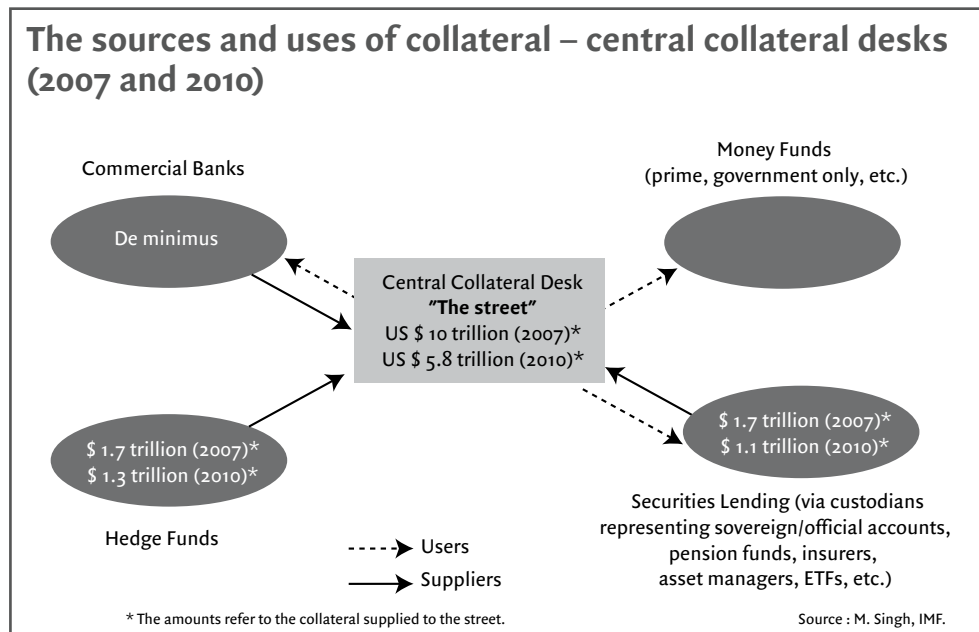 The sources and uses of collateral – central collateral desks
(2007 and 2010)
Commercial Banks
De minimus
Money Funds
(prime, government only, etc.)
Central Collateral Desk
"The street"
US $ 10 trillion (2007)*
US $ 5.8 trillion (2010)*
$ 1.7 trillion (2007)*
$ 1.3 trillion (2010)*
Hedge Funds
$ 1.7 trillion (2007)*
$ 1.1 trillion (2010)*
Securities Lending (via custodians
representing sovereign/official accounts,
pension funds, insurers,
asset managers, ETFs, etc.)
Users
Suppliers
* The amounts refer to the collateral supplied to the street.
Source : M. Singh, IMF.